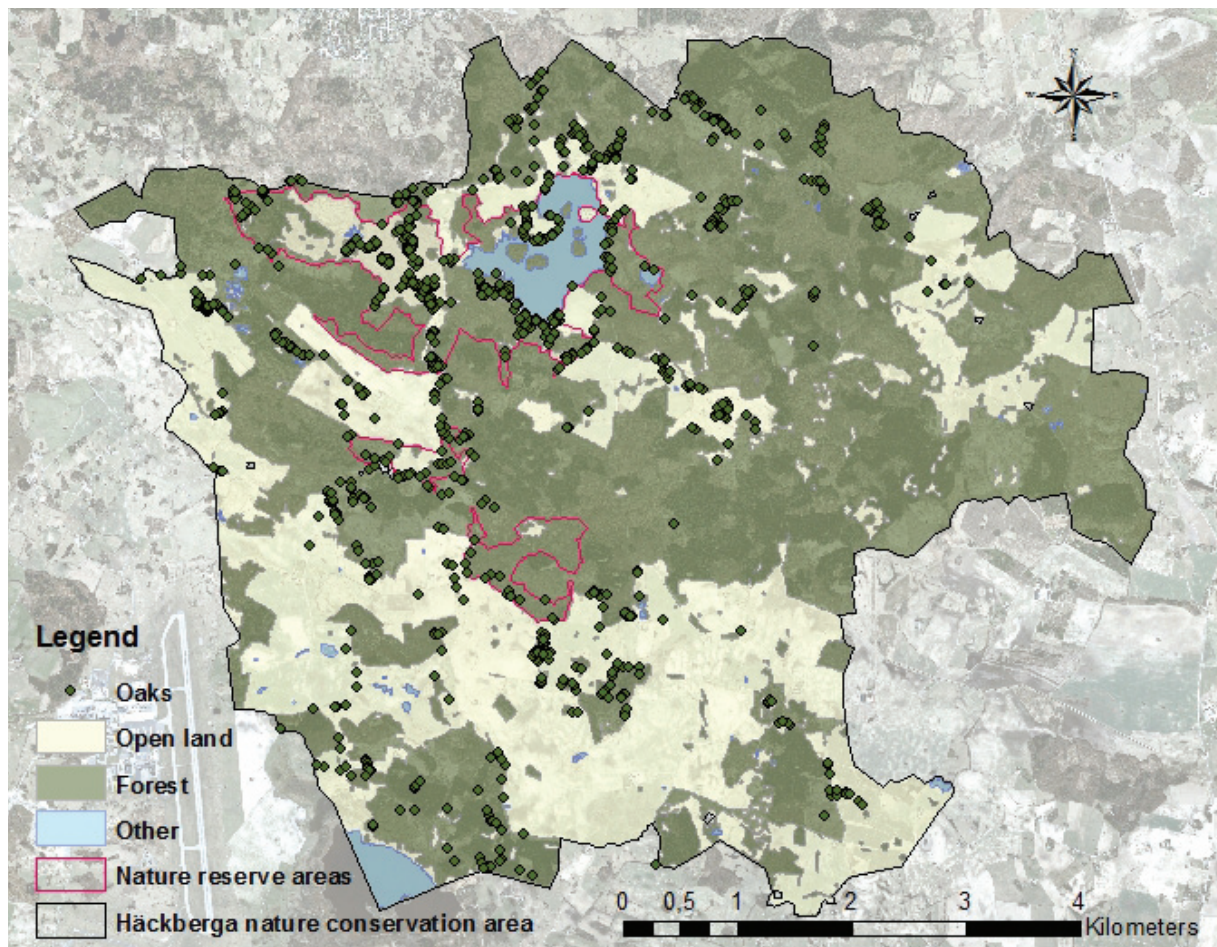 Legend
Oaks
Open land
Forest
Other
Nature reserve areas
Häckberga nature conservation area
0 0,5 1 2 3 4
Kilometers